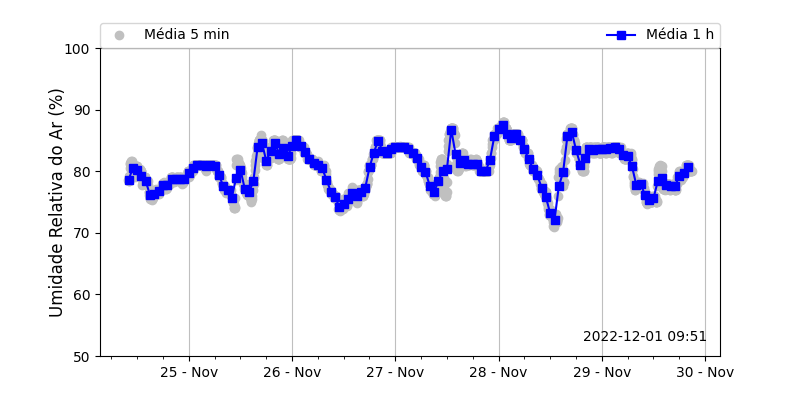 Média 5 min
Média 1 h
Umidade Relativa do Ar (%)
100
90
80
70
60
50
2022-12-01 09:51
25 - Nov
26 - Nov
27 - Nov
28 - Nov
29 - Nov
30 - Nov